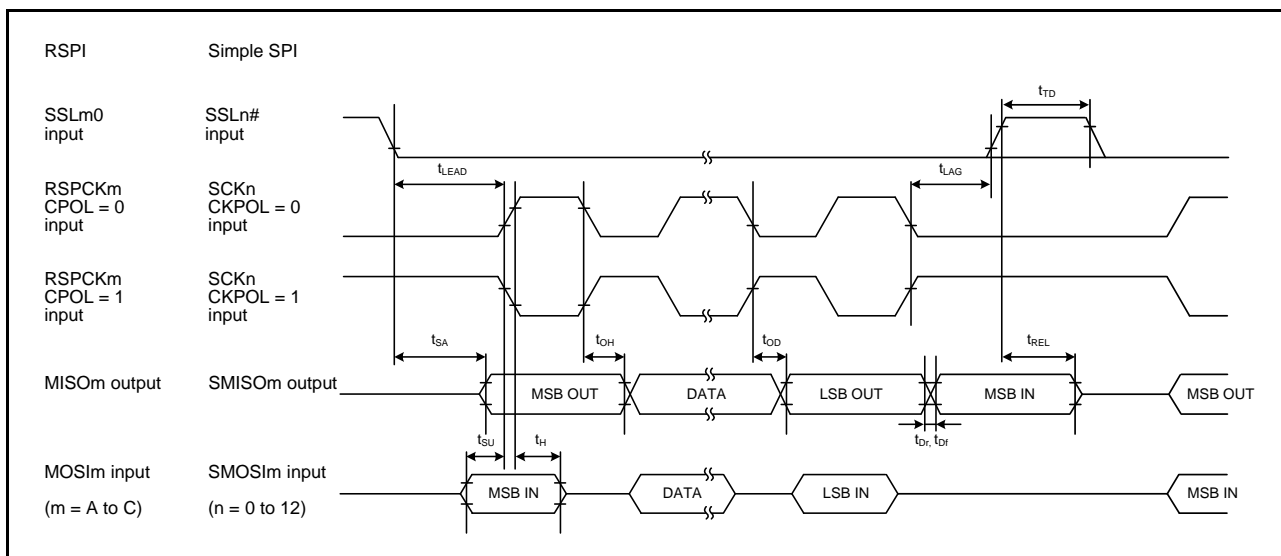 RSPI Simple SPI
SSLm0 SSLn#
input input
tTD
tLEAD
tLAG
RSPCKm SCKn
CPOL = 0 CKPOL = 0
input input
RSPCKm SCKn
CPOL = 1 CKPOL = 1
input input
tSA
tOH
tOD
tREL
MISOm output SMISOm output
MSB OUT DATA LSB OUT MSB IN MSB OUT
tSU
tH
tDr, tDf
MOSIm input SMOSIm input
MSB IN DATA LSB IN MSB IN
(m = A to C) (n = 0 to 12)